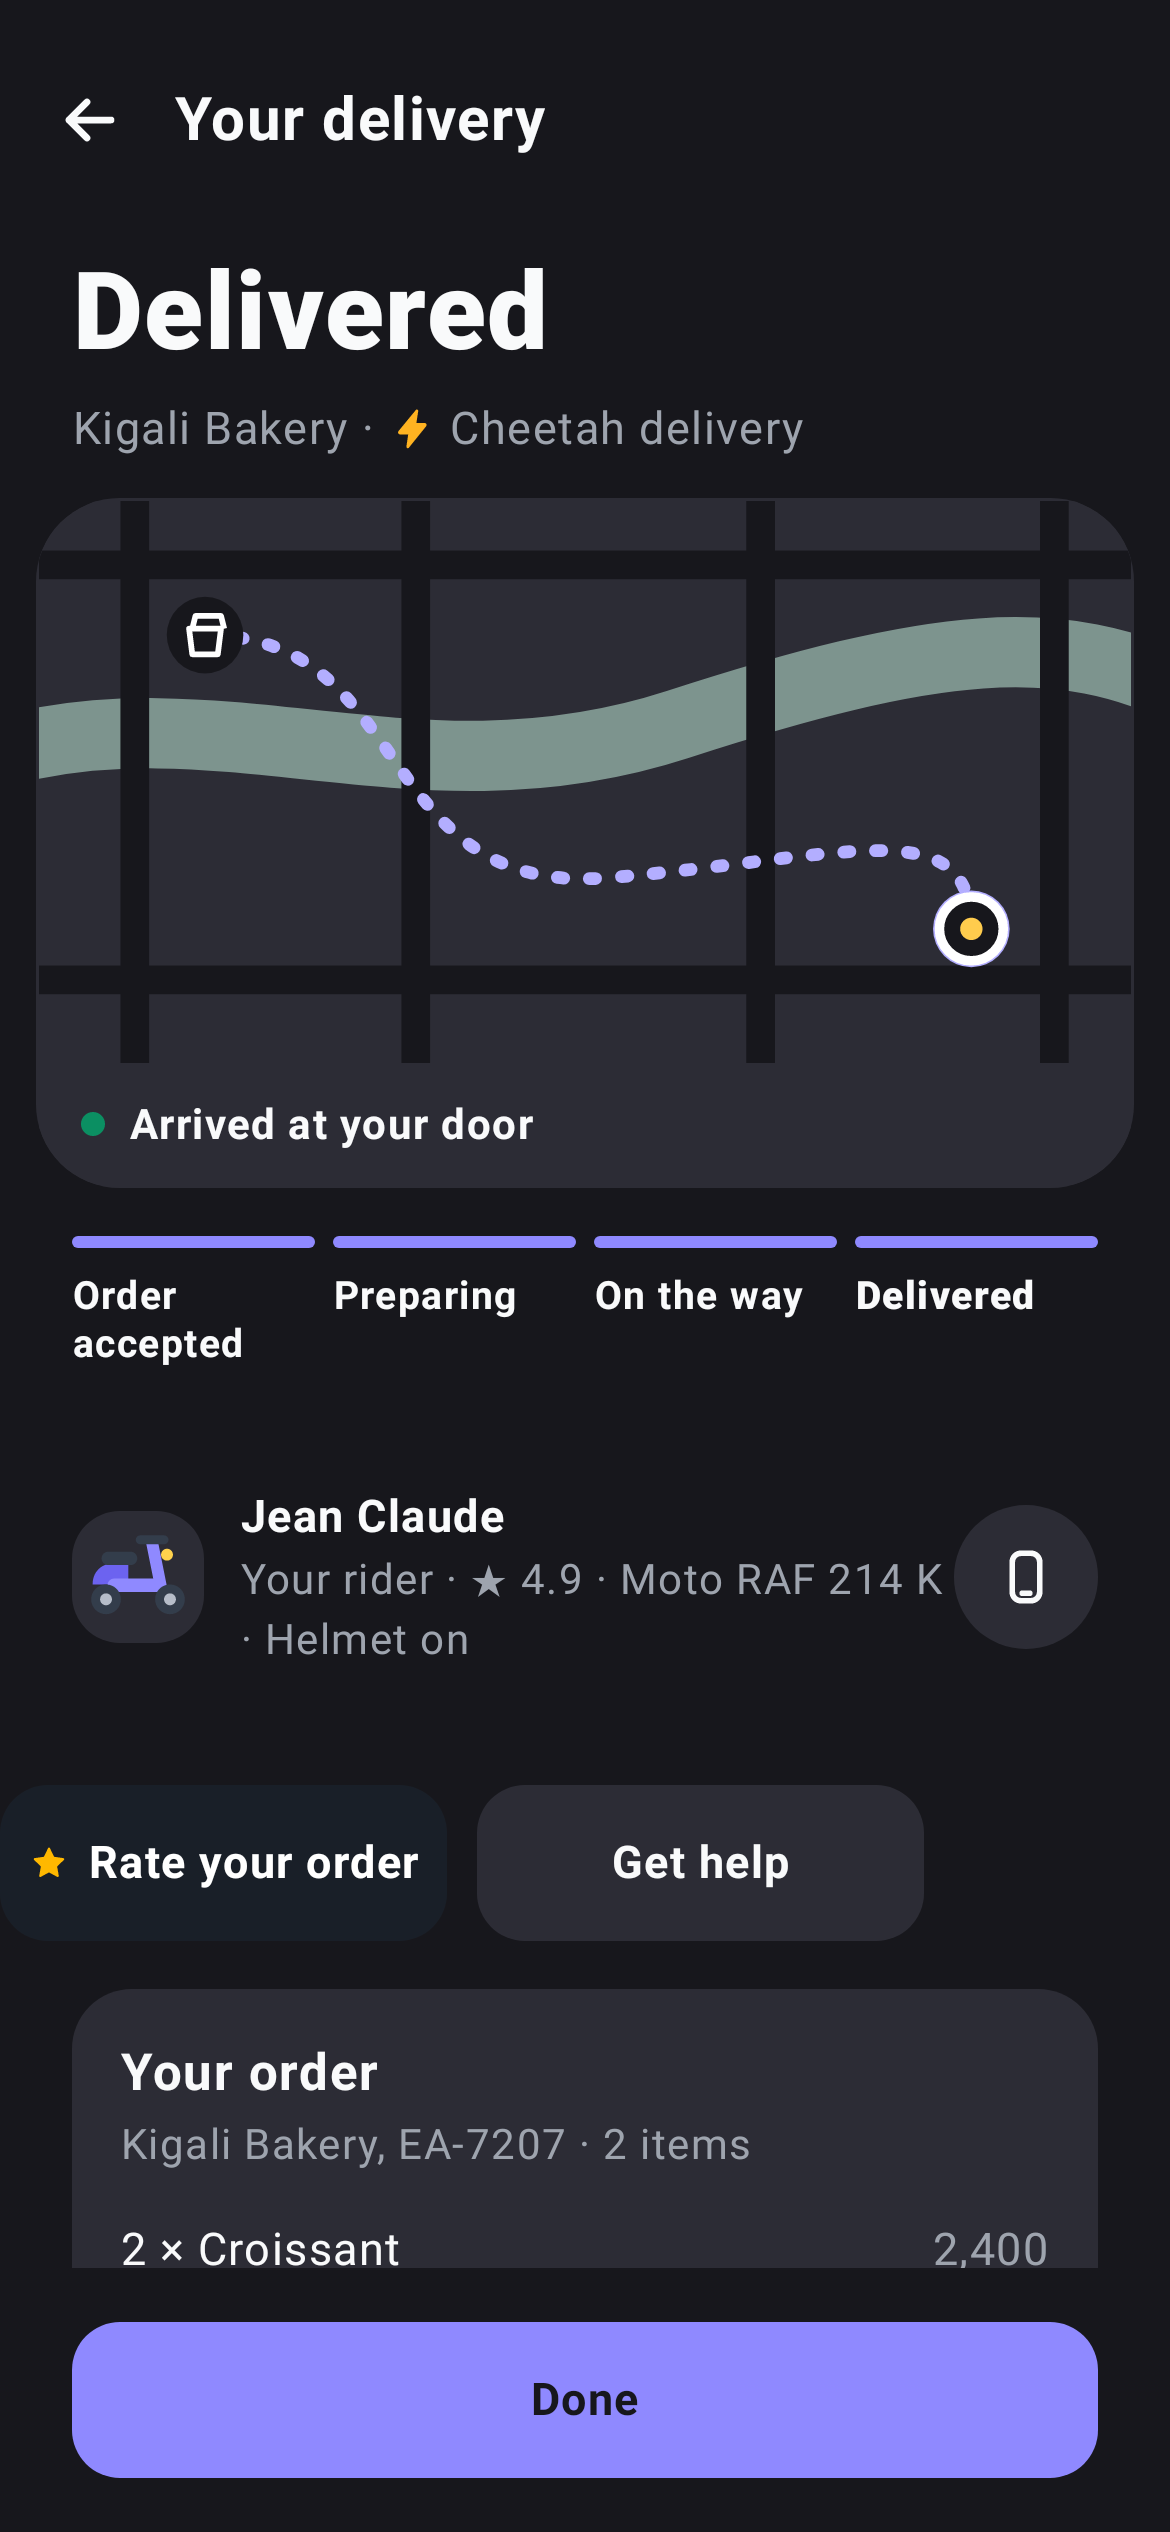 Your delivery
Delivered
Kigali Bakery · Cheetah delivery
Arrived at your door
Order accepted
Preparing
On the way
Delivered
Jean Claude
Your rider · ★ 4.9 · Moto RAF 214 K
· Helmet on
Rate your order
Get help
Your order
Kigali Bakery, EA-7207 · 2 items
2 × Croissant 2,400
Done